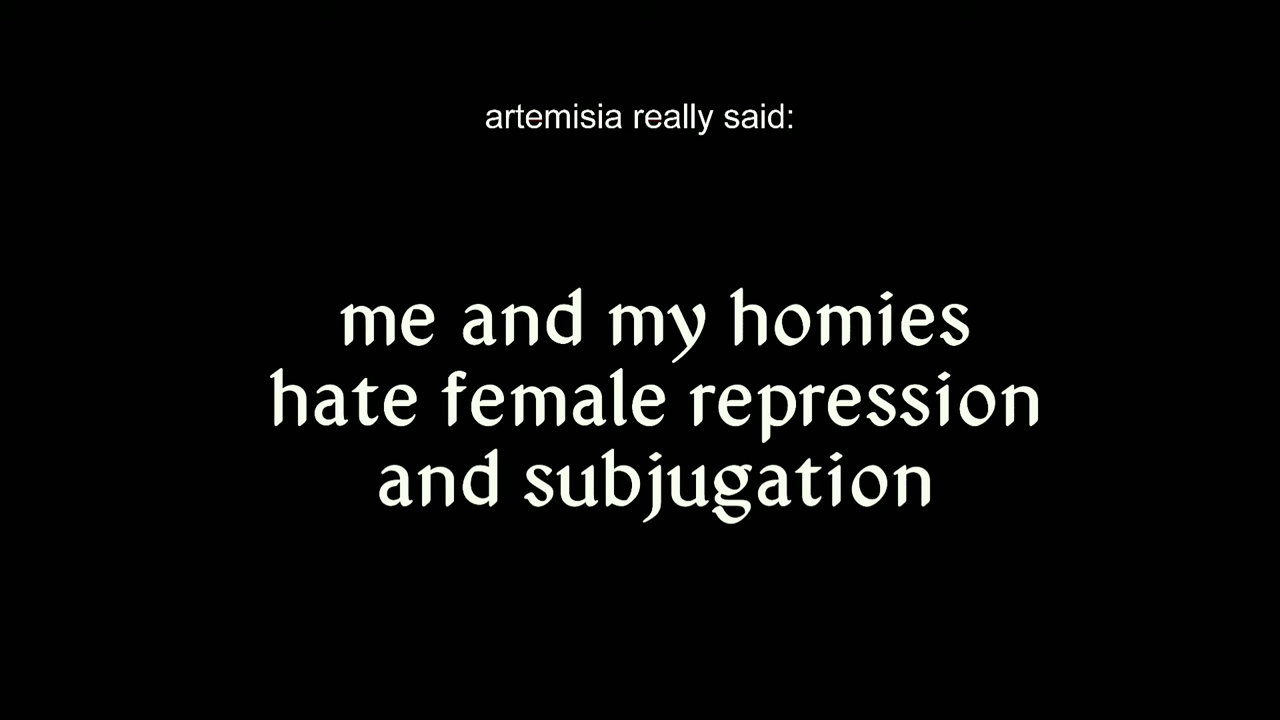 artemisia really said:
me and my homies
hate female repression
and subjugation